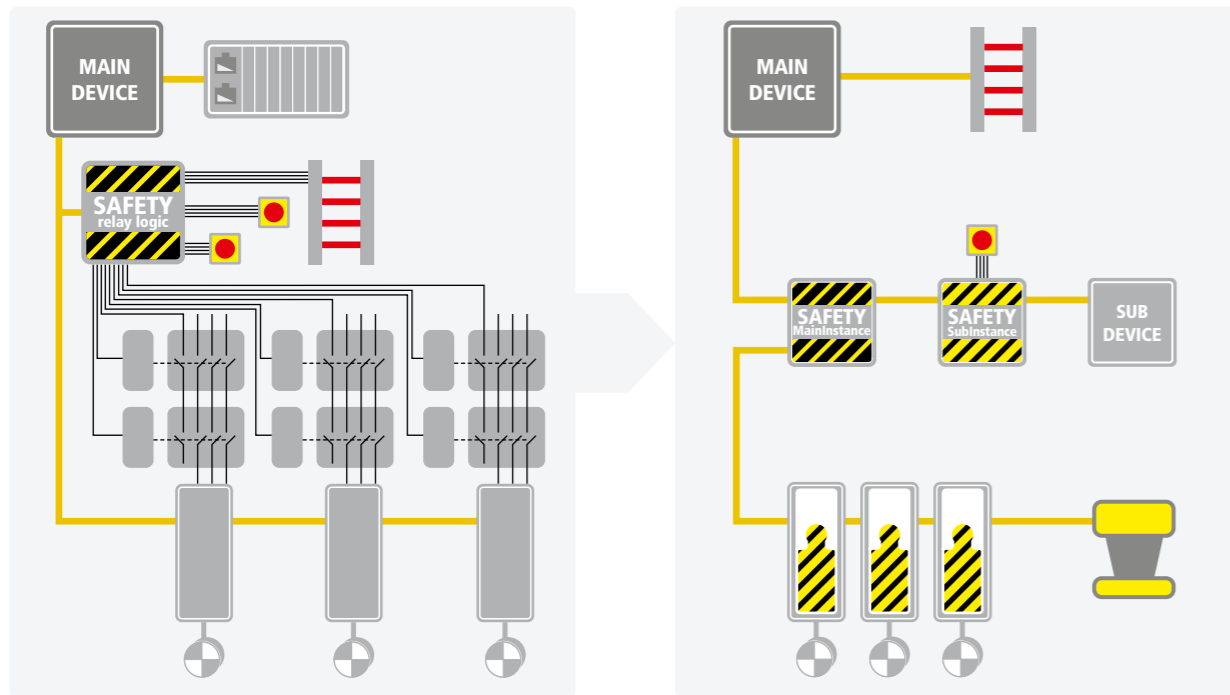 MAIN
DEVICE
SAFETY
relay logic
MAIN
DEVICE
SAFETY
MainInstance
SAFETY
SubInstance
SUB
DEVICE